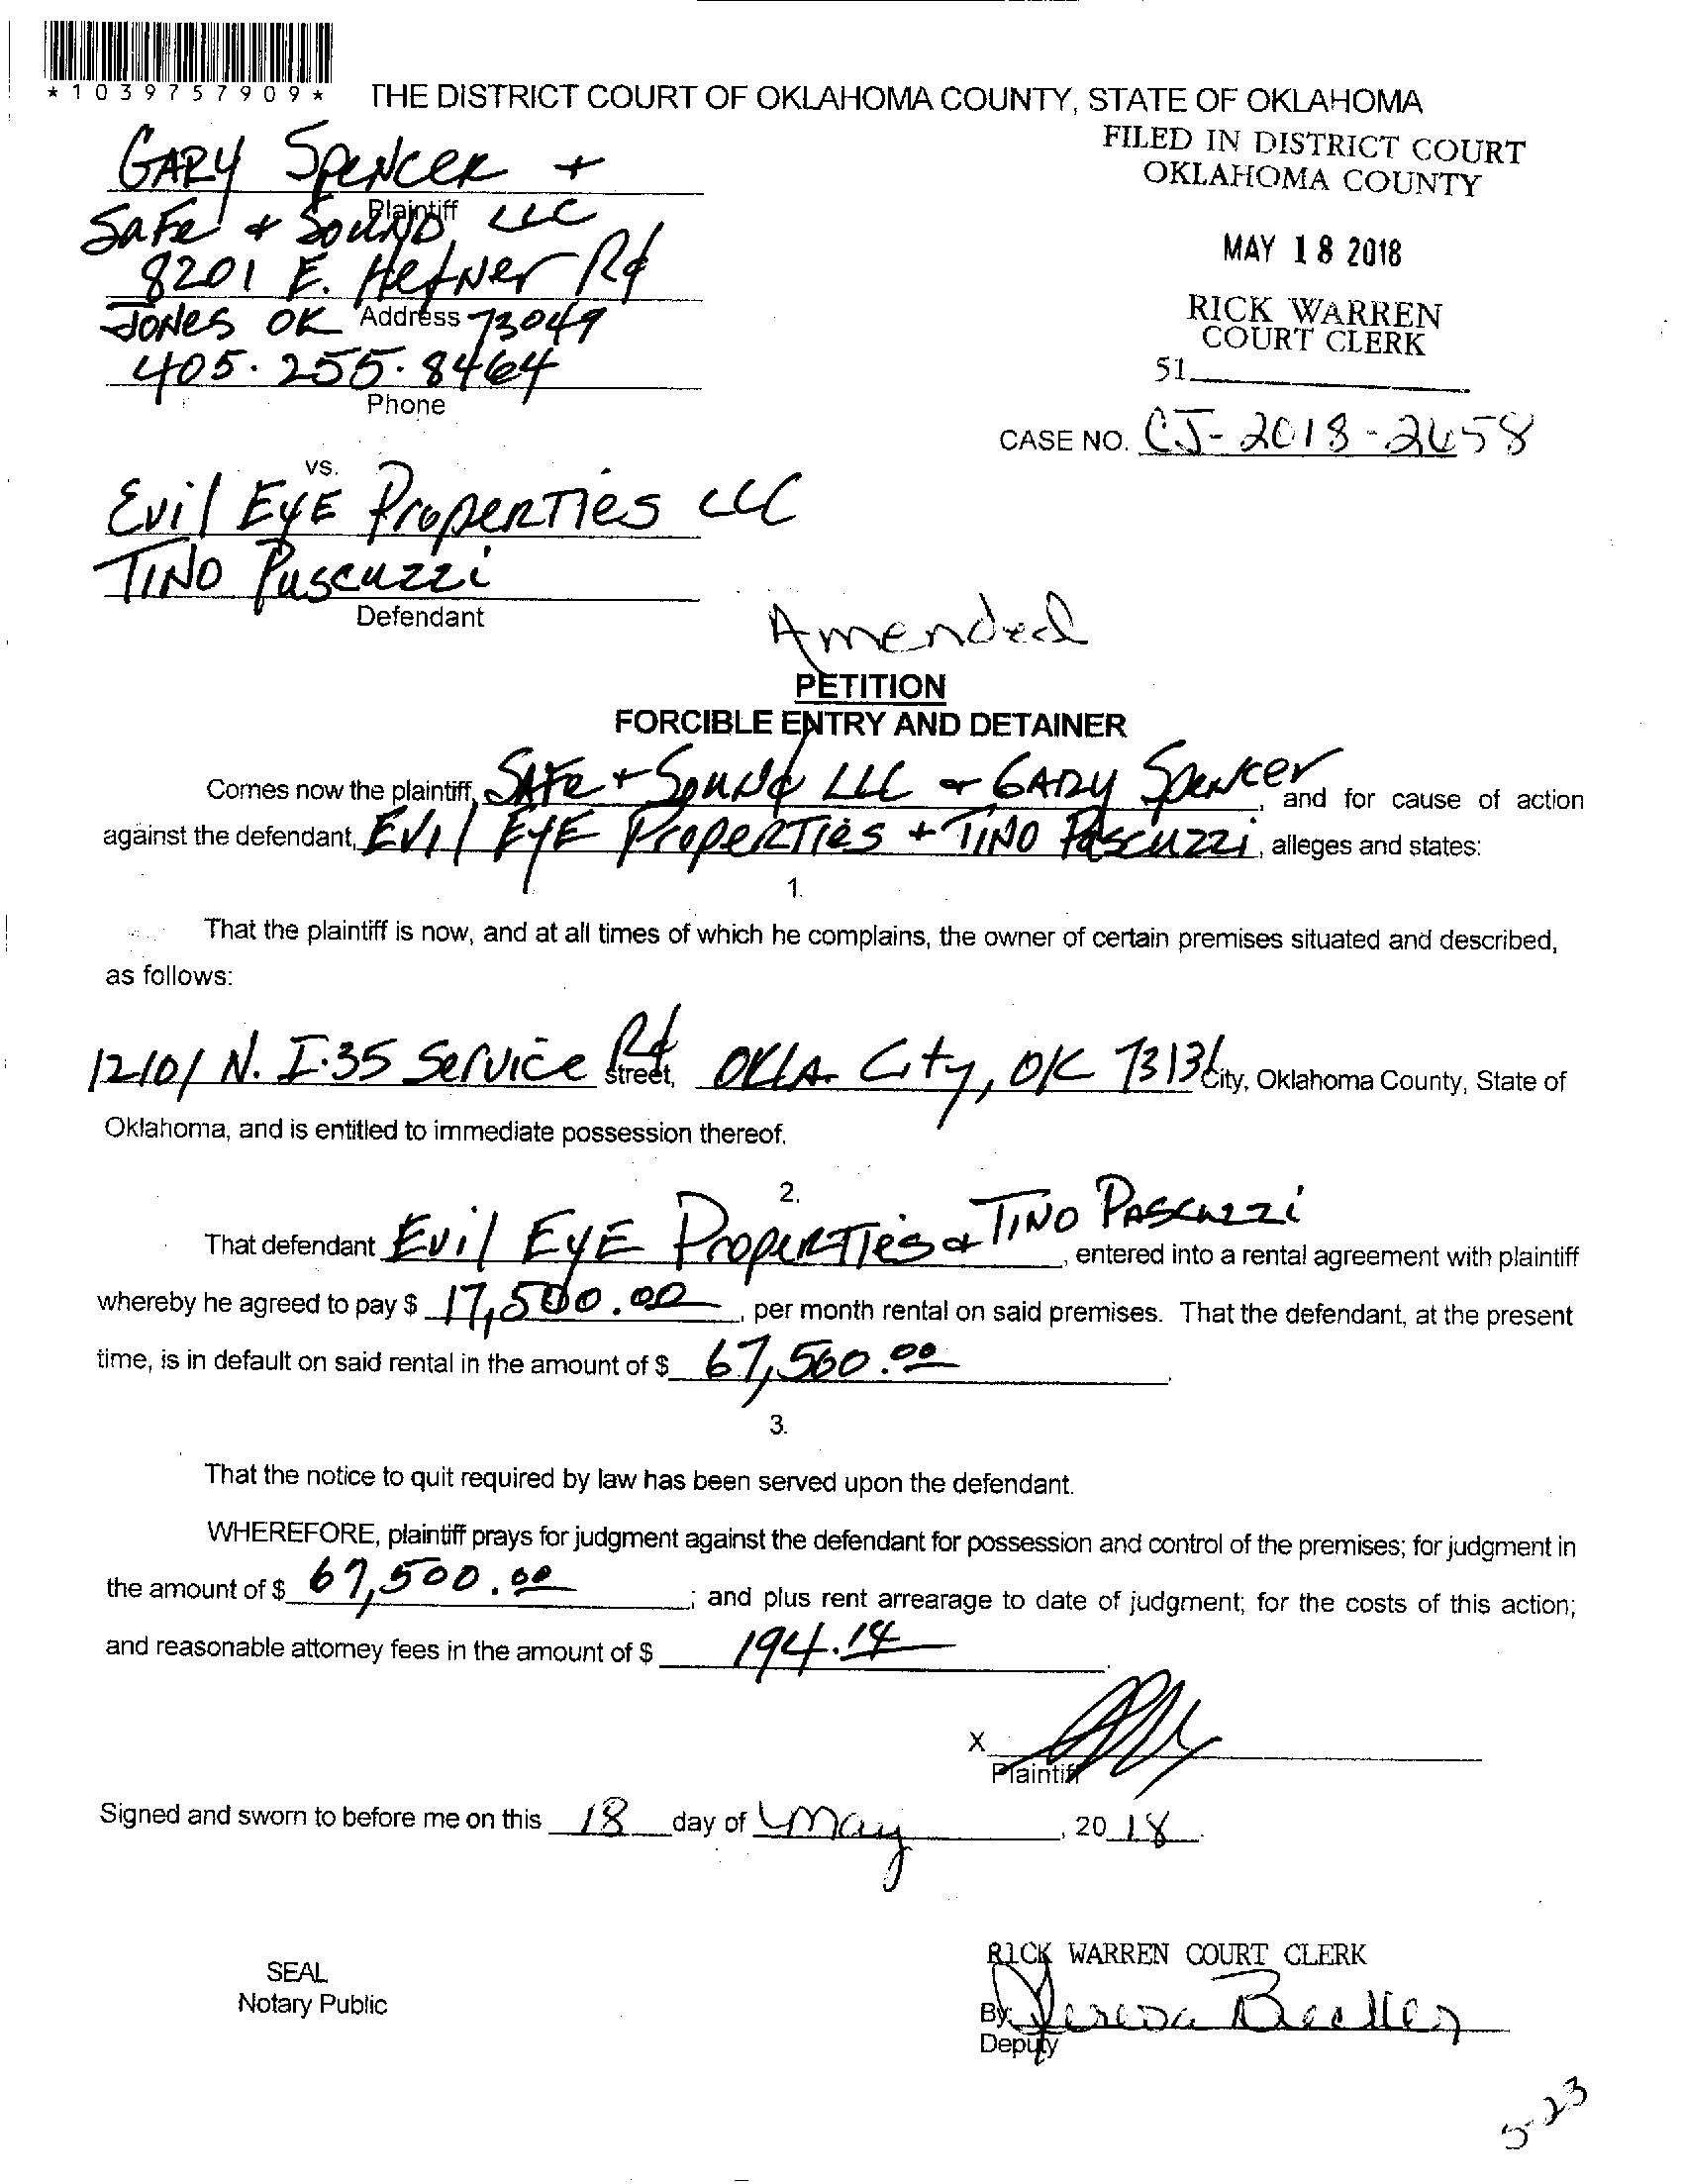 *1039757909*
THE DISTRICT COURT OF OKLAHOMA COUNTY, STATE OF OKLAHOMA
FILED IN DISTRICT COURT
OKLAHOMA COUNTY
MAY 18 2018
RICK WARREN
COURT CLERK
51
GARY SPENCER +
Plaintiff
SAFE + SOUND, LLC
8201 E. Hefner Rd
Address
JONES OK 73049
405.255.8464
Phone
CASE NO. CJ-2018-2658
vs.
Evil EYE Properties LLC
TINO Puscuzzi
Defendant
Amended
PETITION
FORCIBLE ENTRY AND DETAINER
Comes now the plaintiff, SAFe + Sound LLC + GARY Spencer, and for cause of action
against the defendant, Evil EYE Properties + TINO Pascuzzi, alleges and states:
1.
That the plaintiff is now, and at all times of which he complains, the owner of certain premises situated and described,
as follows:
12101 N. I-35 Service Rd Street, OKLA. City, OK 73131 City, Oklahoma County, State of
Oklahoma, and is entitled to immediate possession thereof.
2.
That defendant Evil EYE Properties + TINO PASCUZZI, entered into a rental agreement with plaintiff
whereby he agreed to pay $ 17,500.00, per month rental on said premises. That the defendant, at the present
time, is in default on said rental in the amount of $ 67,500.00.
3.
That the notice to quit required by law has been served upon the defendant.
WHEREFORE, plaintiff prays for judgment against the defendant for possession and control of the premises; for judgment in
the amount of $ 67,500.00; and plus rent arrearage to date of judgment; for the costs of this action;
and reasonable attorney fees in the amount of $ 194.14.
X
Plaintiff
Signed and sworn to before me on this 18 day of May, 2018.
SEAL
Notary Public
RICK WARREN COURT CLERK
By Teresa
Deputy
5-23